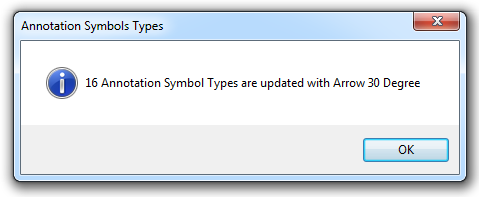 Annotation Symbols Types
16 Annotation Symbol Types are updated with Arrow 30 Degree
OK